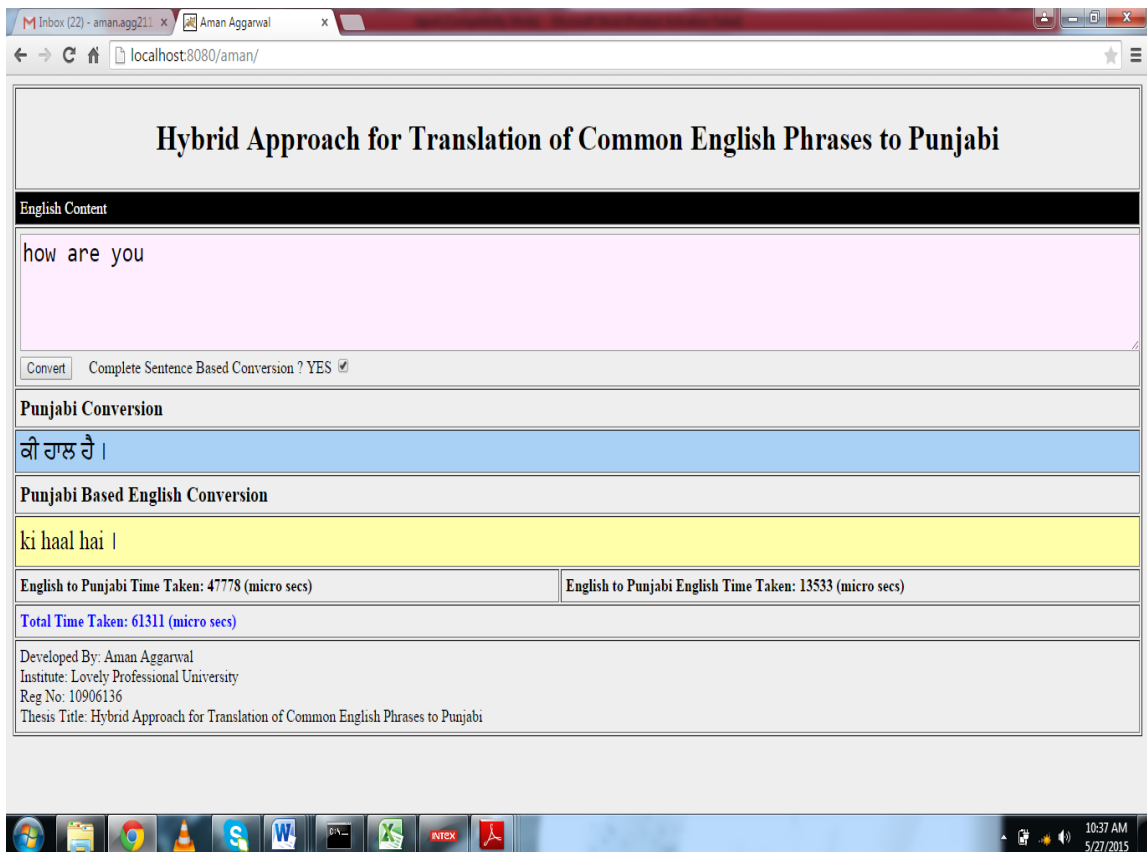 Inbox (22) - aman.agg211
Aman Aggarwal
localhost:8080/aman/
Hybrid Approach for Translation of Common English Phrases to Punjabi
English Content
how are you
Convert Complete Sentence Based Conversion ? YES
Punjabi Conversion
ਕੀ ਹਾਲ ਹੈ ।
Punjabi Based English Conversion
ki haal hai ।
English to Punjabi Time Taken: 47778 (micro secs) English to Punjabi English Time Taken: 13533 (micro secs)
Total Time Taken: 61311 (micro secs)
Developed By: Aman Aggarwal
Institute: Lovely Professional University
Reg No: 10906136
Thesis Title: Hybrid Approach for Translation of Common English Phrases to Punjabi
INTEX
10:37 AM
5/27/2015